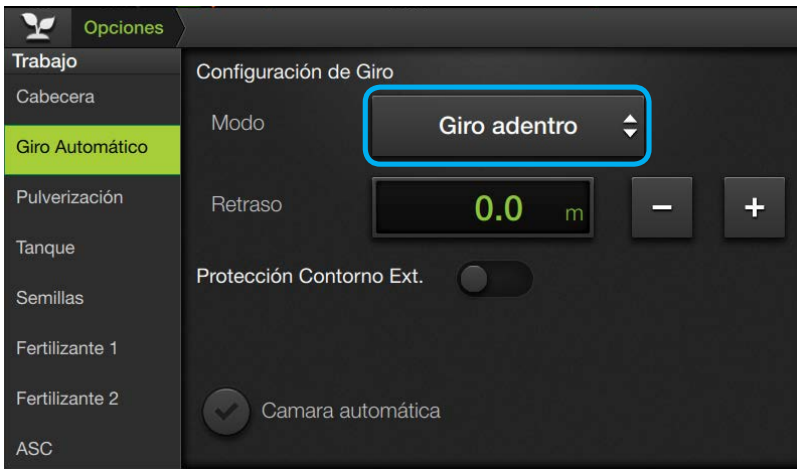 Opciones
Trabajo
Cabecera
Giro Automático
Pulverización
Tanque
Semillas
Fertilizante 1
Fertilizante 2
ASC
Configuración de Giro
Modo
Giro adentro
Retraso
0.0 m
− +
Protección Contorno Ext.
Camara automática